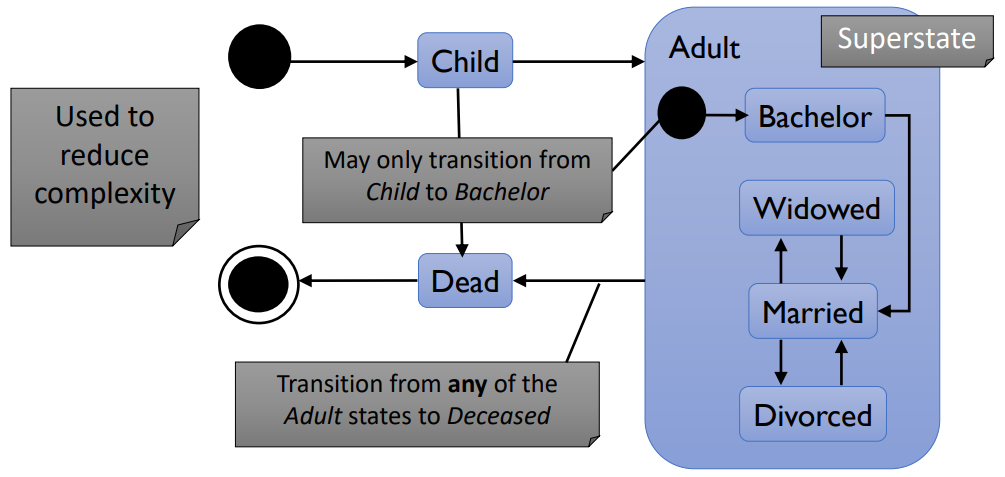 Superstate
Adult
Child
Used to
reduce
complexity
Bachelor
May only transition from
Child to Bachelor
Widowed
Dead
Married
Transition from any of the
Adult states to Deceased
Divorced